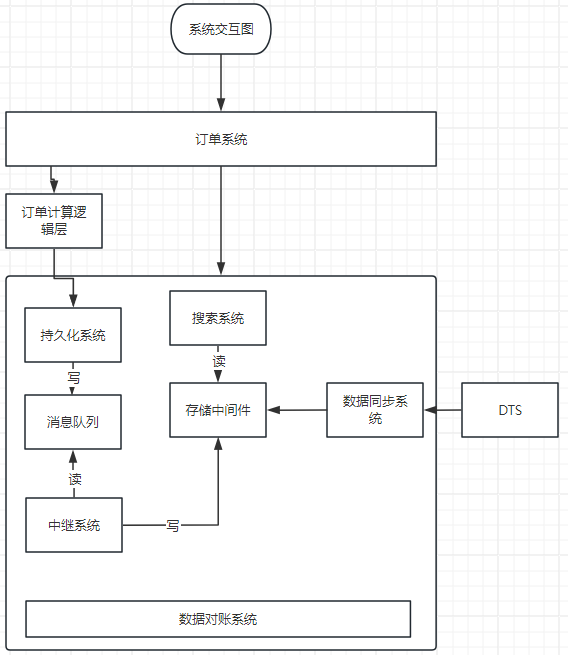 系统交互图
订单系统
订单计算逻
辑层
搜索系统
持久化系统
读
写
存储中间件
数据同步系
统
DTS
消息队列
读
中继系统
写
数据对账系统